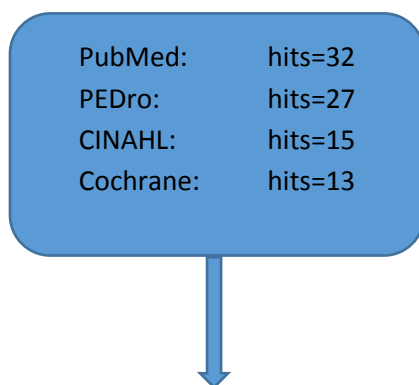 PubMed: hits=32
PEDro: hits=27
CINAHL: hits=15
Cochrane: hits=13